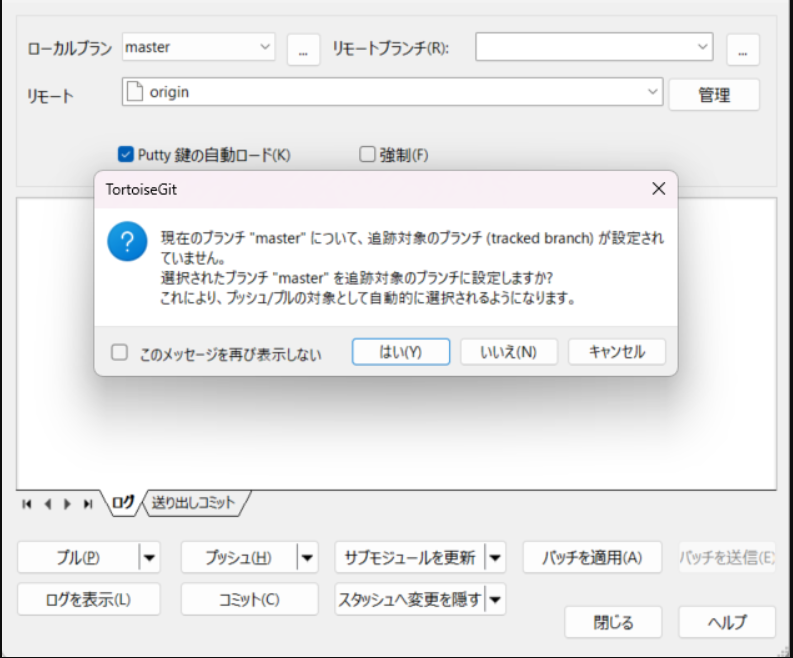 ローカルブラン master ... リモートブランチ(R): ...
リモート origin 管理
Putty 鍵の自動ロード(K) 強制(F)
TortoiseGit
現在のブランチ "master" について、追跡対象のブランチ (tracked branch) が設定され
ていません。
選択されたブランチ "master" を追跡対象のブランチに設定しますか?
これにより、プッシュ/プルの対象として自動的に選択されるようになります。
このメッセージを再び表示しない はい(Y) いいえ(N) キャンセル
ログ 送り出しコミット
プル(P) プッシュ(H) サブモジュールを更新 パッチを適用(A) パッチを送信(E)
ログを表示(L) コミット(C) スタッシュへ変更を隠す
閉じる ヘルプ